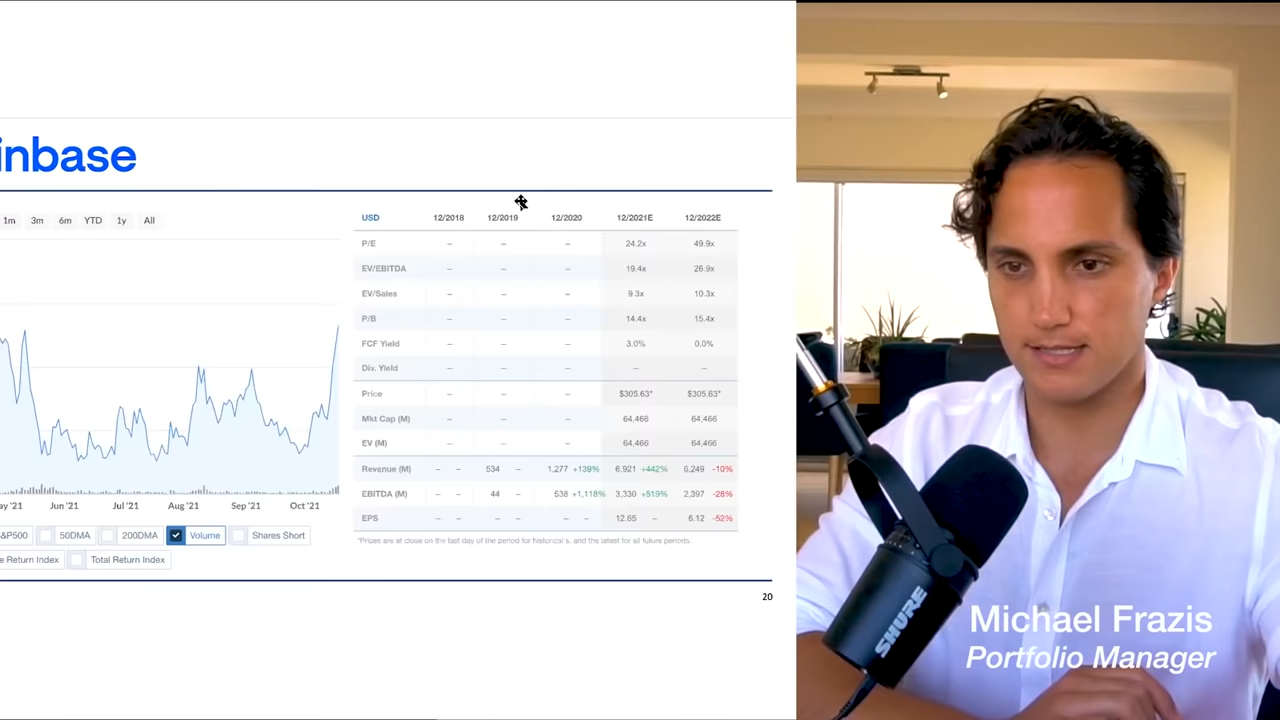 inbase
1m 3m 6m YTD 1y All
USD 12/2018 12/2019 12/2020 12/2021E 12/2022E
P/E – – – 24.2x 49.9x
EV/EBITDA – – – 19.4x 26.9x
EV/Sales – – – 9.3x 10.3x
P/B – – – 14.4x 15.4x
FCF Yield – – – 3.0% 0.0%
Div. Yield – – – – –
Price – – – $305.63* $305.63*
Mkt Cap (M) – – – 64,466 64,466
EV (M) – – – 64,466 64,466
Revenue (M) – – 534 – 1,277 +139% 6,921 +442% 6,249 -10%
EBITDA (M) – – 44 – 538 +1,118% 3,330 +519% 2,397 -28%
EPS – – – – – – 12.65 – 6.12 -52%
*Prices are at close on the last day of the period for historical's, and the latest for all future periods.
ay '21 Jun '21 Jul '21 Aug '21 Sep '21 Oct '21
&P500 50DMA 200DMA Volume Shares Short
e Return Index Total Return Index
20
SHURE
Michael Frazis
Portfolio Manager